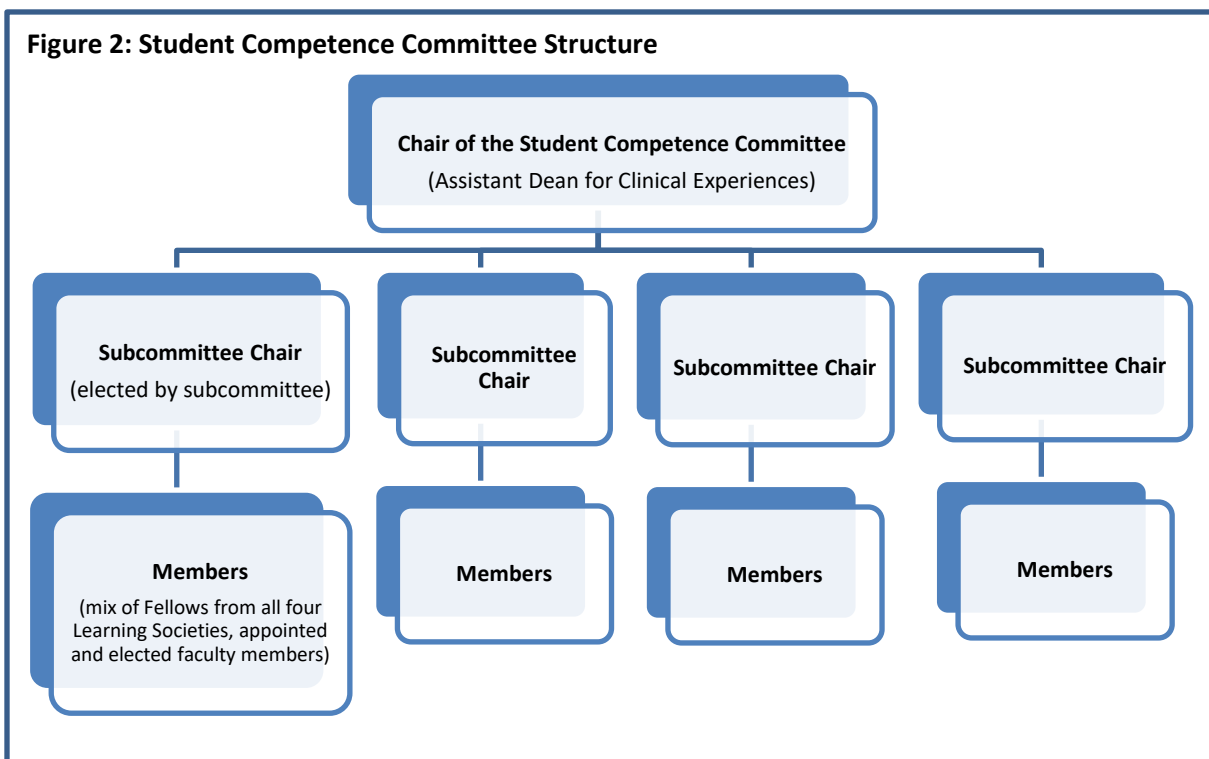 Figure 2: Student Competence Committee Structure
Chair of the Student Competence Committee
(Assistant Dean for Clinical Experiences)
Subcommittee Chair
(elected by subcommittee)
Subcommittee
Chair
Subcommittee Chair
Subcommittee Chair
Members
(mix of Fellows from all four
Learning Societies, appointed
and elected faculty members)
Members
Members
Members